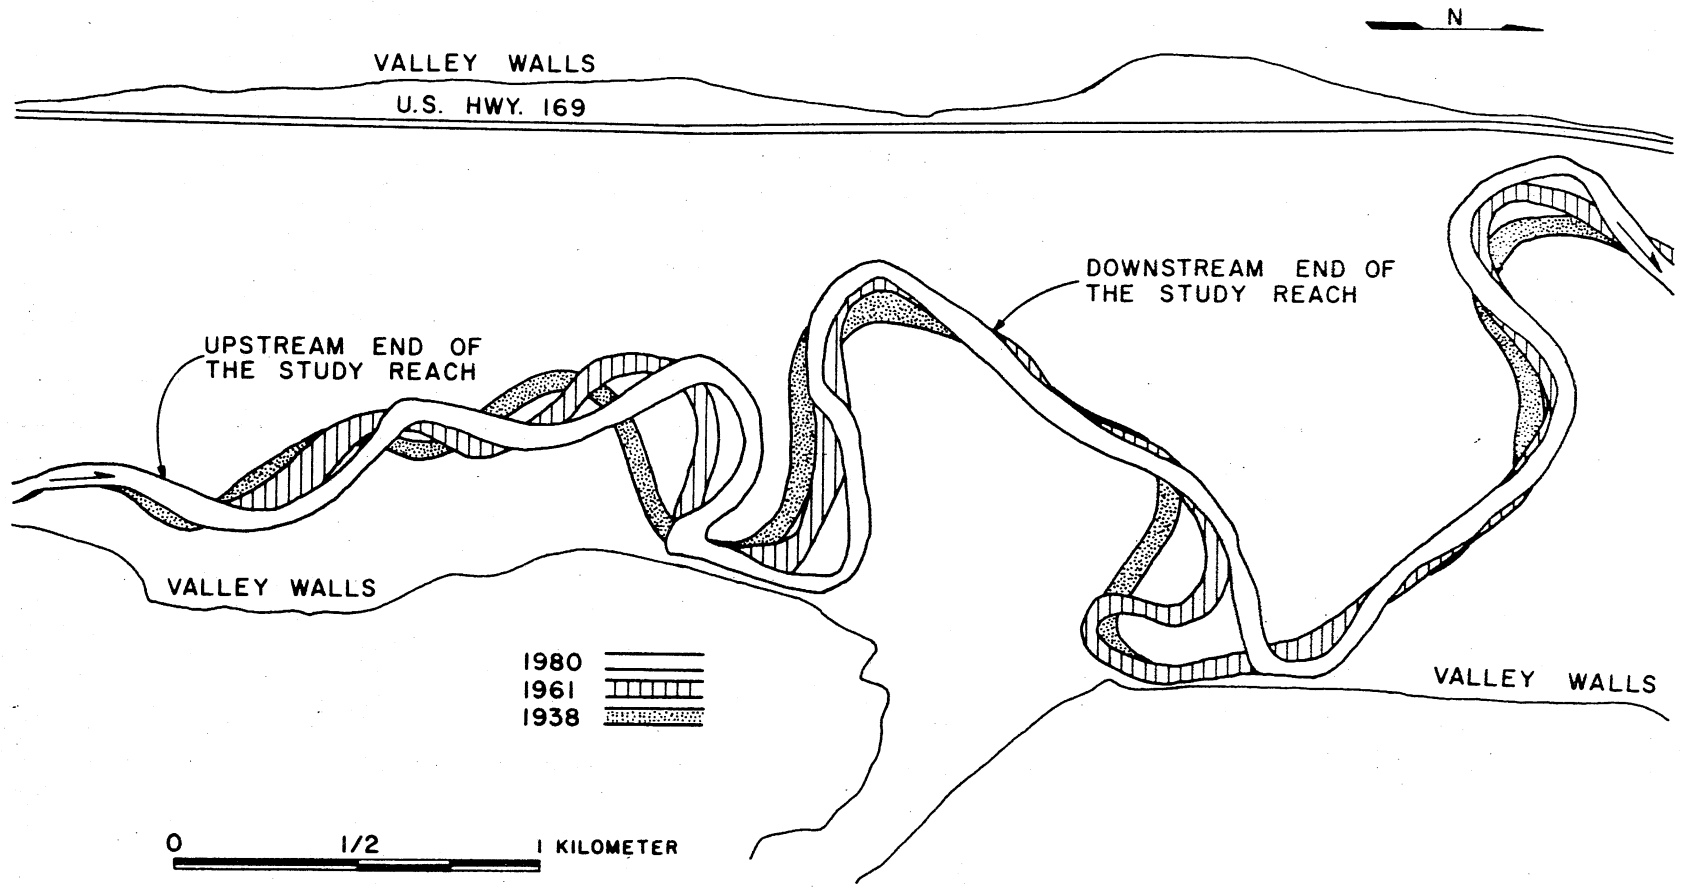 N
VALLEY WALLS
U.S. HWY. 169
DOWNSTREAM END OF
THE STUDY REACH
UPSTREAM END OF
THE STUDY REACH
VALLEY WALLS
1980
1961
1938
VALLEY WALLS
0 1/2 1 KILOMETER